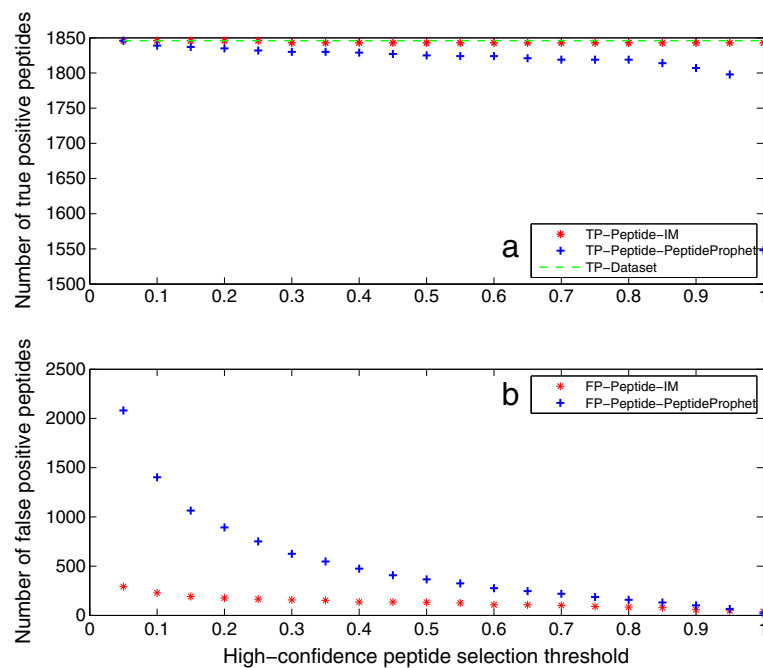 Number of true positive peptides
1850
1800
1750
1700
1650
1600
1550
1500
a
TP-Peptide-IM
TP-Peptide-PeptideProphet
TP-Dataset
0 0.1 0.2 0.3 0.4 0.5 0.6 0.7 0.8 0.9 1
Number of false positive peptides
2500
2000
1500
1000
500
0
b
FP-Peptide-IM
FP-Peptide-PeptideProphet
0 0.1 0.2 0.3 0.4 0.5 0.6 0.7 0.8 0.9 1
High-confidence peptide selection threshold